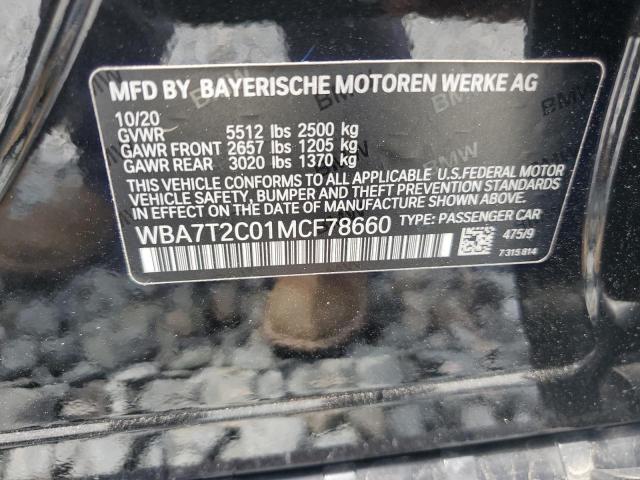 MFD BY BAYERISCHE MOTOREN WERKE AG
10/20
GVWR 5512 lbs 2500 kg
GAWR FRONT 2657 lbs 1205 kg
GAWR REAR 3020 lbs 1370 kg
THIS VEHICLE CONFORMS TO ALL APPLICABLE U.S.FEDERAL MOTOR
VEHICLE SAFETY, BUMPER, AND THEFT PREVENTION STANDARDS
IN EFFECT ON THE DATE OF MANUFACTURE SHOWN ABOVE.
WBA7T2C01MCF78660 TYPE: PASSENGER CAR
475/9
7315814